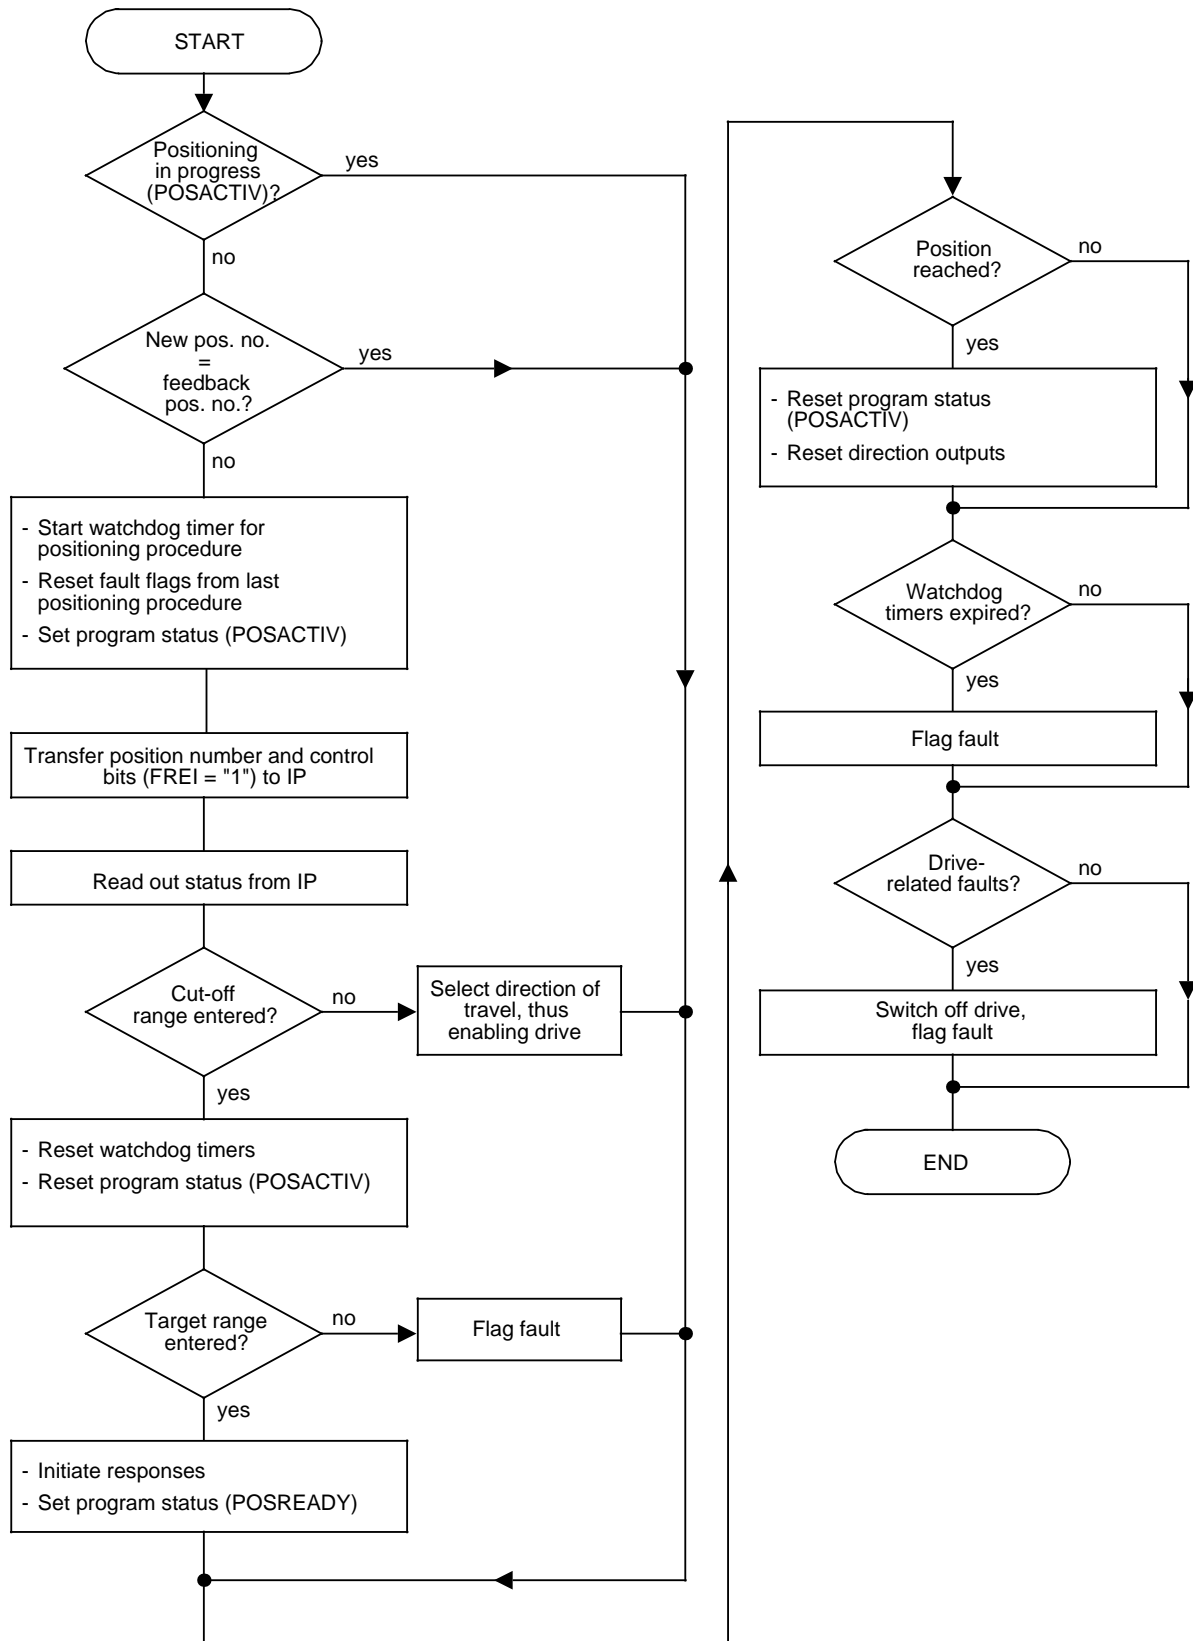 START
Positioning
in progress
(POSACTIV)?
yes
no
New pos. no.
=
feedback
pos. no.?
yes
no
- Start watchdog timer for
positioning procedure
- Reset fault flags from last
positioning procedure
- Set program status (POSACTIV)
Transfer position number and control
bits (FREI = "1") to IP
Read out status from IP
Cut-off
range entered?
no
Select direction of
travel, thus
enabling drive
yes
- Reset watchdog timers
- Reset program status (POSACTIV)
Target range
entered?
no
Flag fault
yes
- Initiate responses
- Set program status (POSREADY)
Position
reached?
no
yes
- Reset program status
(POSACTIV)
- Reset direction outputs
Watchdog
timers expired?
no
yes
Flag fault
Drive-
related faults?
no
yes
Switch off drive,
flag fault
END